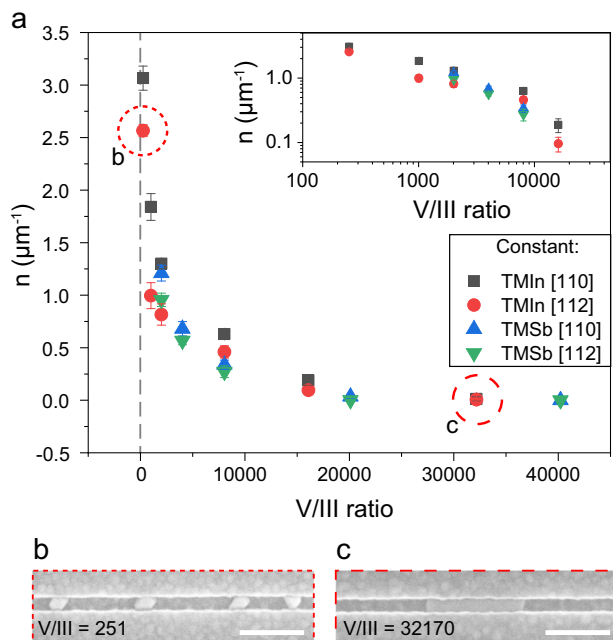 a
3.5
3.0
2.5
2.0
1.5
1.0
0.5
0.0
-0.5
n (µm⁻¹)
b
c
0
10000
20000
30000
40000
V/III ratio
1.0
0.1
n (µm⁻¹)
100
1000
10000
V/III ratio
Constant:
TMIn [110]
TMIn [112]
TMSb [110]
TMSb [112]
b
V/III = 251
c
V/III = 32170